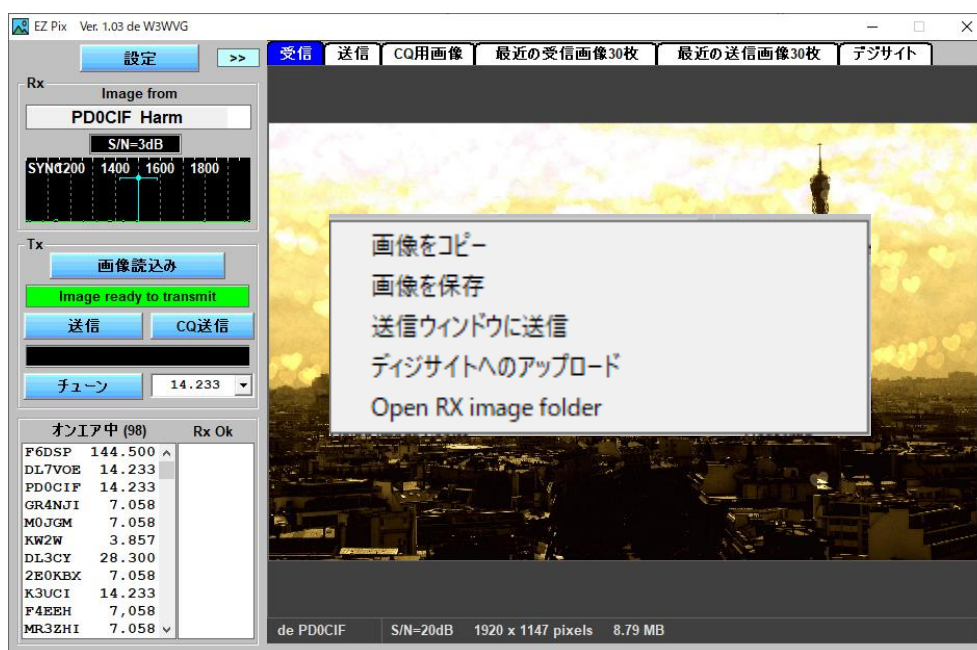 EZ Pix Ver. 1.03 de W3WVG
設定 >>
受信 送信 CQ用画像 最近の受信画像30枚 最近の送信画像30枚 デジサイト
Rx
Image from
PD0CIF Harm
S/N=3dB
SYNC1200 1400 1600 1800
Tx
画像読込み
Image ready to transmit
送信 CQ送信
チューン 14.233
オンエア中 (98) Rx Ok
F6DSP 144.500
DL7VOE 14.233
PD0CIF 14.233
GR4NJI 7.058
M0JGM 7.058
KW2W 3.857
DL3CY 28.300
2E0KBX 7.058
K3UCI 14.233
F4EEH 7,058
MR3ZHI 7.058
画像をコピー
画像を保存
送信ウィンドウに送信
ディジサイトへのアップロード
Open RX image folder
de PD0CIF S/N=20dB 1920 x 1147 pixels 8.79 MB